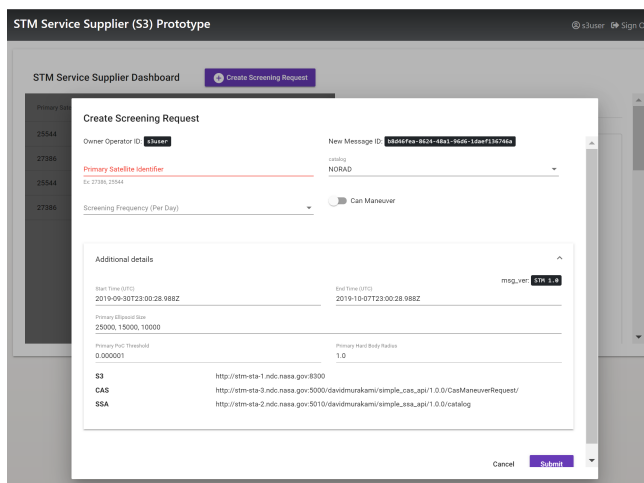 STM Service Supplier (S3) Prototype
s3user Sign O
STM Service Supplier Dashboard
Create Screening Request
Primary Sate
25544
27386
25544
27386
Create Screening Request
Owner Operator ID: s3user
New Message ID: b8d46fea-8624-48a1-96d6-1daef136746a
Primary Satellite Identifier
catalog
NORAD
Ex: 27386, 25544
Screening Frequency (Per Day)
Can Maneuver
Additional details
msg_ver: STM 1.0
Start Time (UTC)
End Time (UTC)
2019-09-30T23:00:28.988Z
2019-10-07T23:00:28.988Z
Primary Ellipsoid Size
25000, 15000, 10000
Primary PoC Threshold
Primary Hard Body Radius
0.000001
1.0
S3 http://stm-sta-1.ndc.nasa.gov:8300
CAS http://stm-sta-3.ndc.nasa.gov:5000/davidmurakami/simple_cas_api/1.0.0/CasManeuverRequest/
SSA http://stm-sta-2.ndc.nasa.gov:5010/davidmurakami/simple_ssa_api/1.0.0/catalog
Cancel
Submit